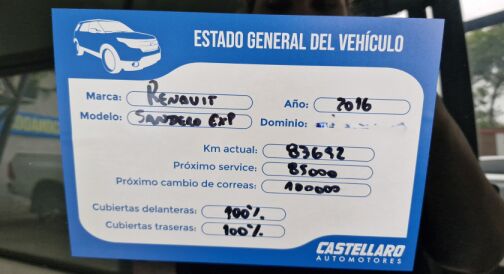 ESTADO GENERAL DEL VEHÍCULO
Marca: RENAUIT Año: 2016
Modelo: SANDERO EXP Dominio:
Km actual: 83692
Próximo service: 85000
Próximo cambio de correas: 100000
Cubiertas delanteras: 100%
Cubiertas traseras: 100%
CASTELLARO
AUTOMOTORES